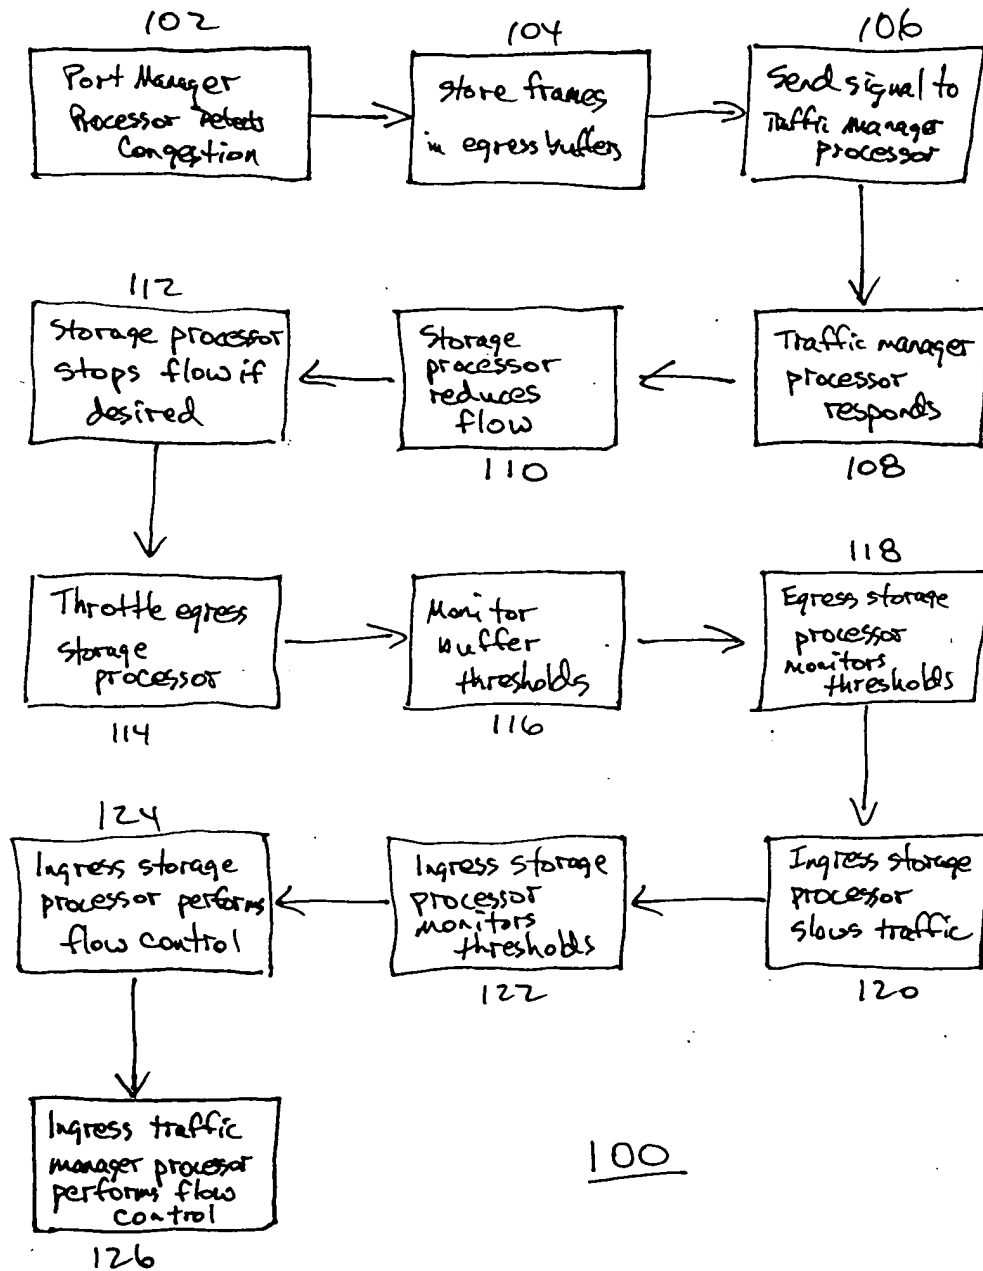 102
Port Manager
Processor Detects
Congestion
104
store frames
in egress buffers
106
Send signal to
Traffic manager
processor
Traffic manager
processor
responds
108
Storage
processor
reduces
flow
110
112
Storage processor
stops flow if
desired
Throttle egress
storage
processor
114
Monitor
buffer
thresholds
116
118
Egress storage
processor
monitors
thresholds
Ingress storage
processor
slows traffic
120
Ingress storage
processor
monitors
thresholds
122
124
Ingress storage
processor performs
flow control
Ingress traffic
manager processor
performs flow
control
126
100